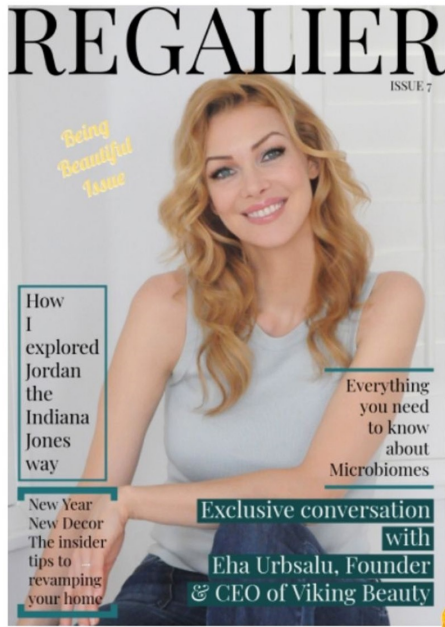 REGALIER
ISSUE 7
Being
Beautiful
Issue
How
I
explored
Jordan
the
Indiana
Jones
way
Everything
you need
to know
about
Microbiomes
New Year
New Decor
The insider
tips to
revamping
your home
Exclusive conversation
with
Eha Urbsalu, Founder
& CEO of Viking Beauty